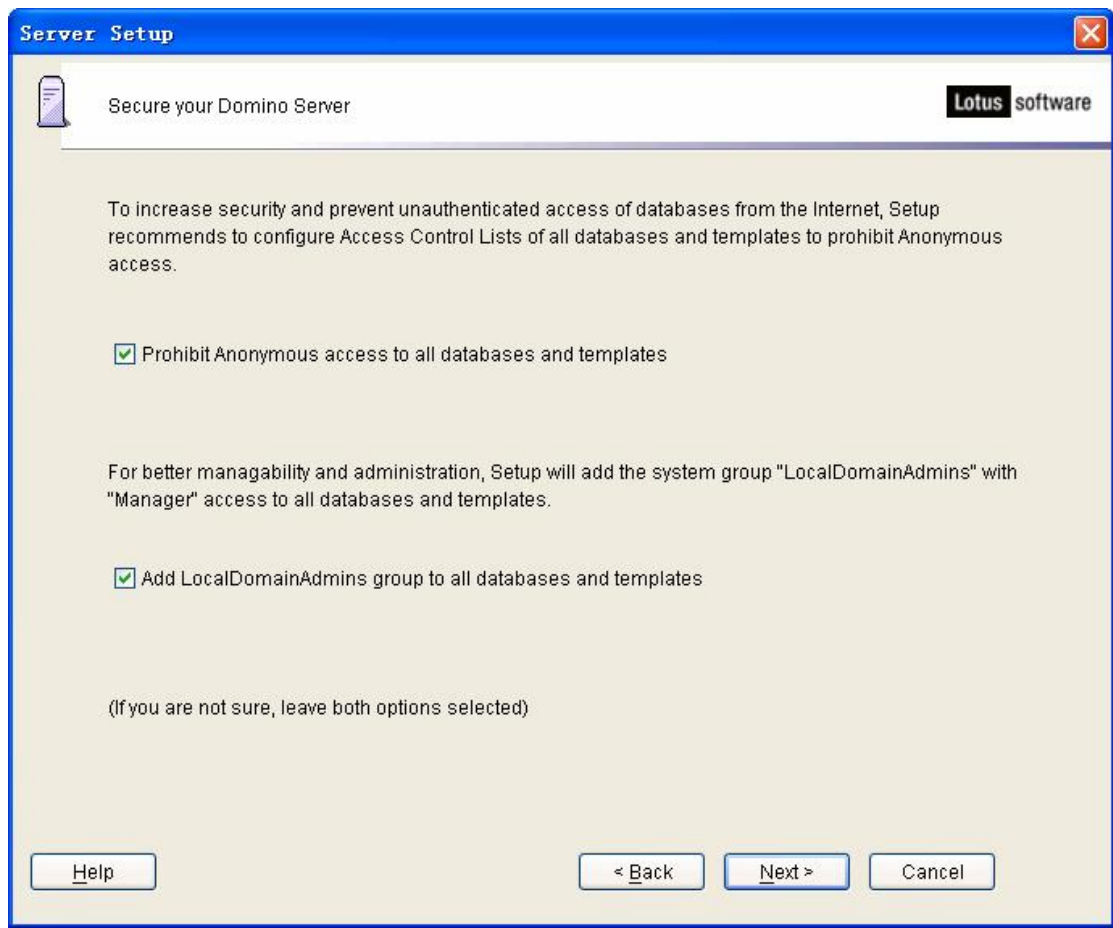 Server Setup
Secure your Domino Server
Lotus software
To increase security and prevent unauthenticated access of databases from the Internet, Setup
recommends to configure Access Control Lists of all databases and templates to prohibit Anonymous
access.
Prohibit Anonymous access to all databases and templates
For better managability and administration, Setup will add the system group "LocalDomainAdmins" with
"Manager" access to all databases and templates.
Add LocalDomainAdmins group to all databases and templates
(If you are not sure, leave both options selected)
Help
< Back
Next >
Cancel